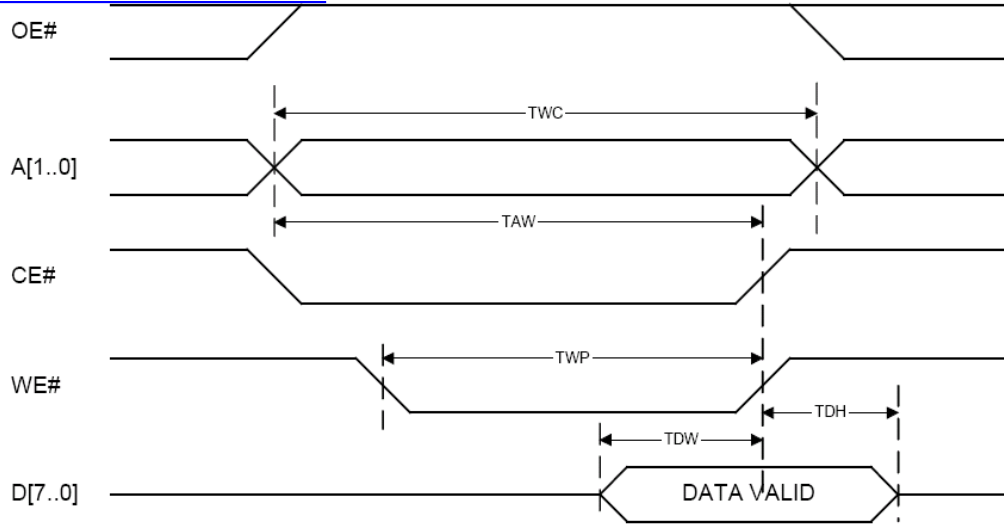 OE#
TWC
A[1..0]
TAW
CE#
TWP
WE#
TDH
TDW
D[7..0]
DATA VALID